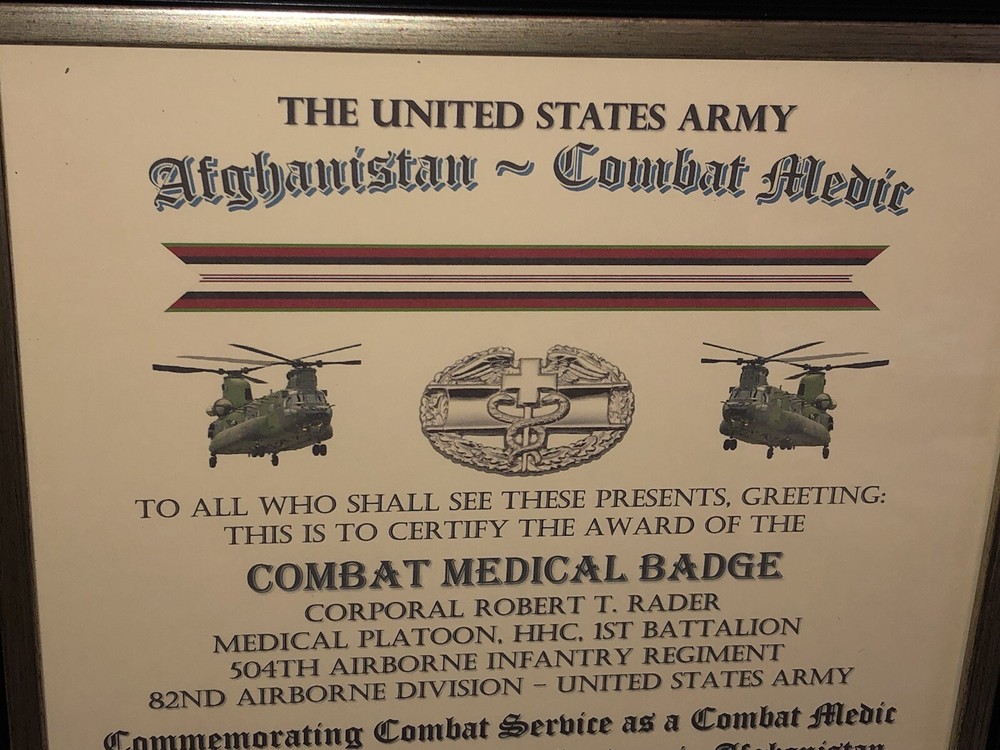 THE UNITED STATES ARMY
Afghanistan ~ Combat Medic
TO ALL WHO SHALL SEE THESE PRESENTS, GREETING:
THIS IS TO CERTIFY THE AWARD OF THE
COMBAT MEDICAL BADGE
CORPORAL ROBERT T. RADER
MEDICAL PLATOON, HHC, 1ST BATTALION
504TH AIRBORNE INFANTRY REGIMENT
82ND AIRBORNE DIVISION – UNITED STATES ARMY
Commemorating Combat Service as a Combat Medic
in Afghanistan